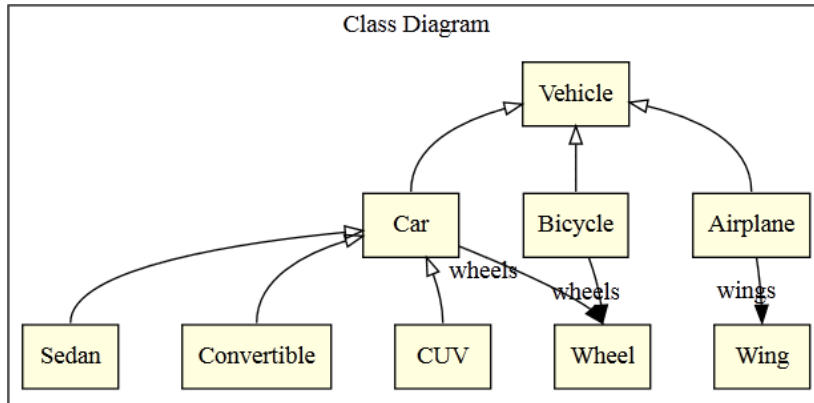 Class Diagram
Vehicle
Car
Bicycle
Airplane
wheels
wheels
wings
Sedan
Convertible
CUV
Wheel
Wing